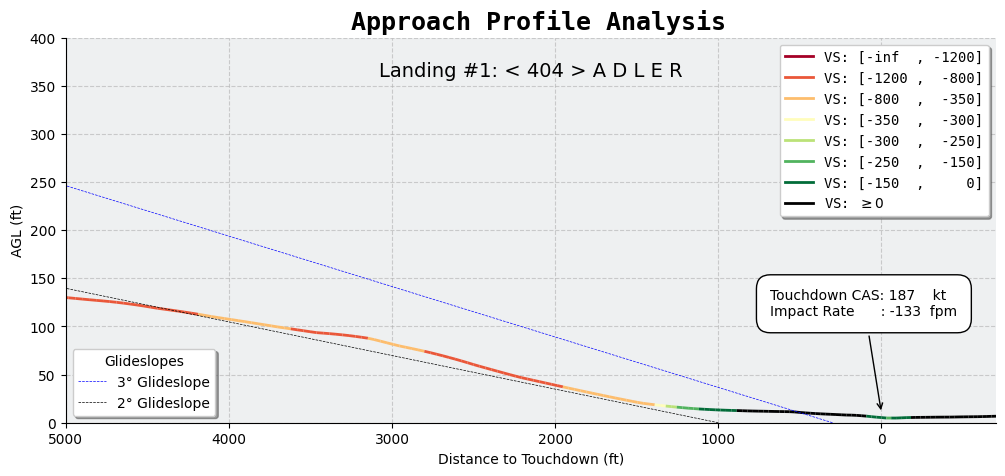 Approach Profile Analysis
Landing #1: < 404 > A D L E R
VS: [-inf  , -1200]
VS: [-1200 ,  -800]
VS: [-800  ,  -350]
VS: [-350  ,  -300]
VS: [-300  ,  -250]
VS: [-250  ,  -150]
VS: [-150  ,     0]
VS: ≥0
400
350
300
250
200
150
100
50
0
AGL (ft)
Touchdown CAS: 187    kt
Impact Rate      : -133  fpm
Glideslopes
3° Glideslope
2° Glideslope
5000
4000
3000
2000
1000
0
Distance to Touchdown (ft)